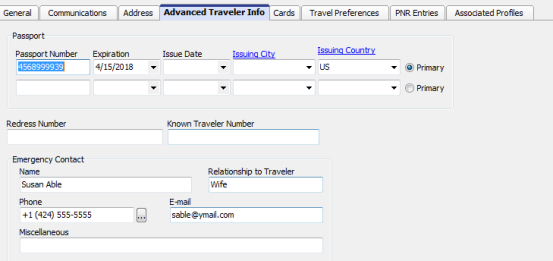 General Communications Address Advanced Traveler Info Cards Travel Preferences PNR Entries Associated Profiles
Passport
Passport Number Expiration Issue Date Issuing City Issuing Country
4568999939 4/15/2018 US Primary
Primary
Redress Number Known Traveler Number
Emergency Contact
Name Relationship to Traveler
Susan Able Wife
Phone E-mail
+1 (424) 555-5555 ... sable@ymail.com
Miscellaneous